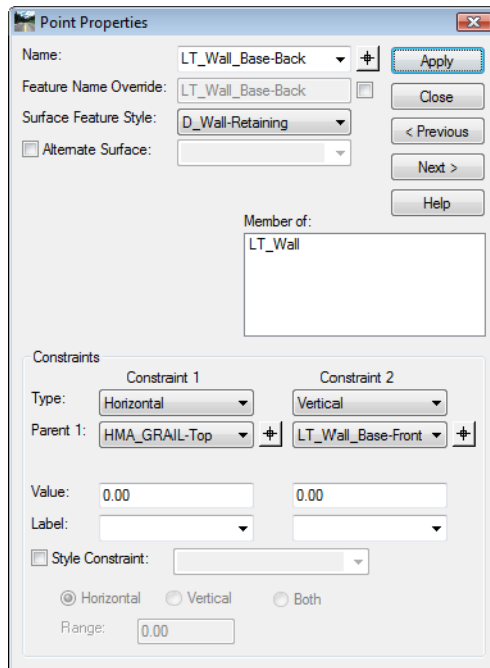 Point Properties
Name: LT_Wall_Base-Back Apply
Feature Name Override: LT_Wall_Base-Back Close
Surface Feature Style: D_Wall-Retaining < Previous
Alternate Surface: Next >
Help
Member of:
LT_Wall
Constraints
Constraint 1 Constraint 2
Type: Horizontal Vertical
Parent 1: HMA_GRAIL-Top LT_Wall_Base-Front
Value: 0.00 0.00
Label:
Style Constraint:
Horizontal Vertical Both
Range: 0.00